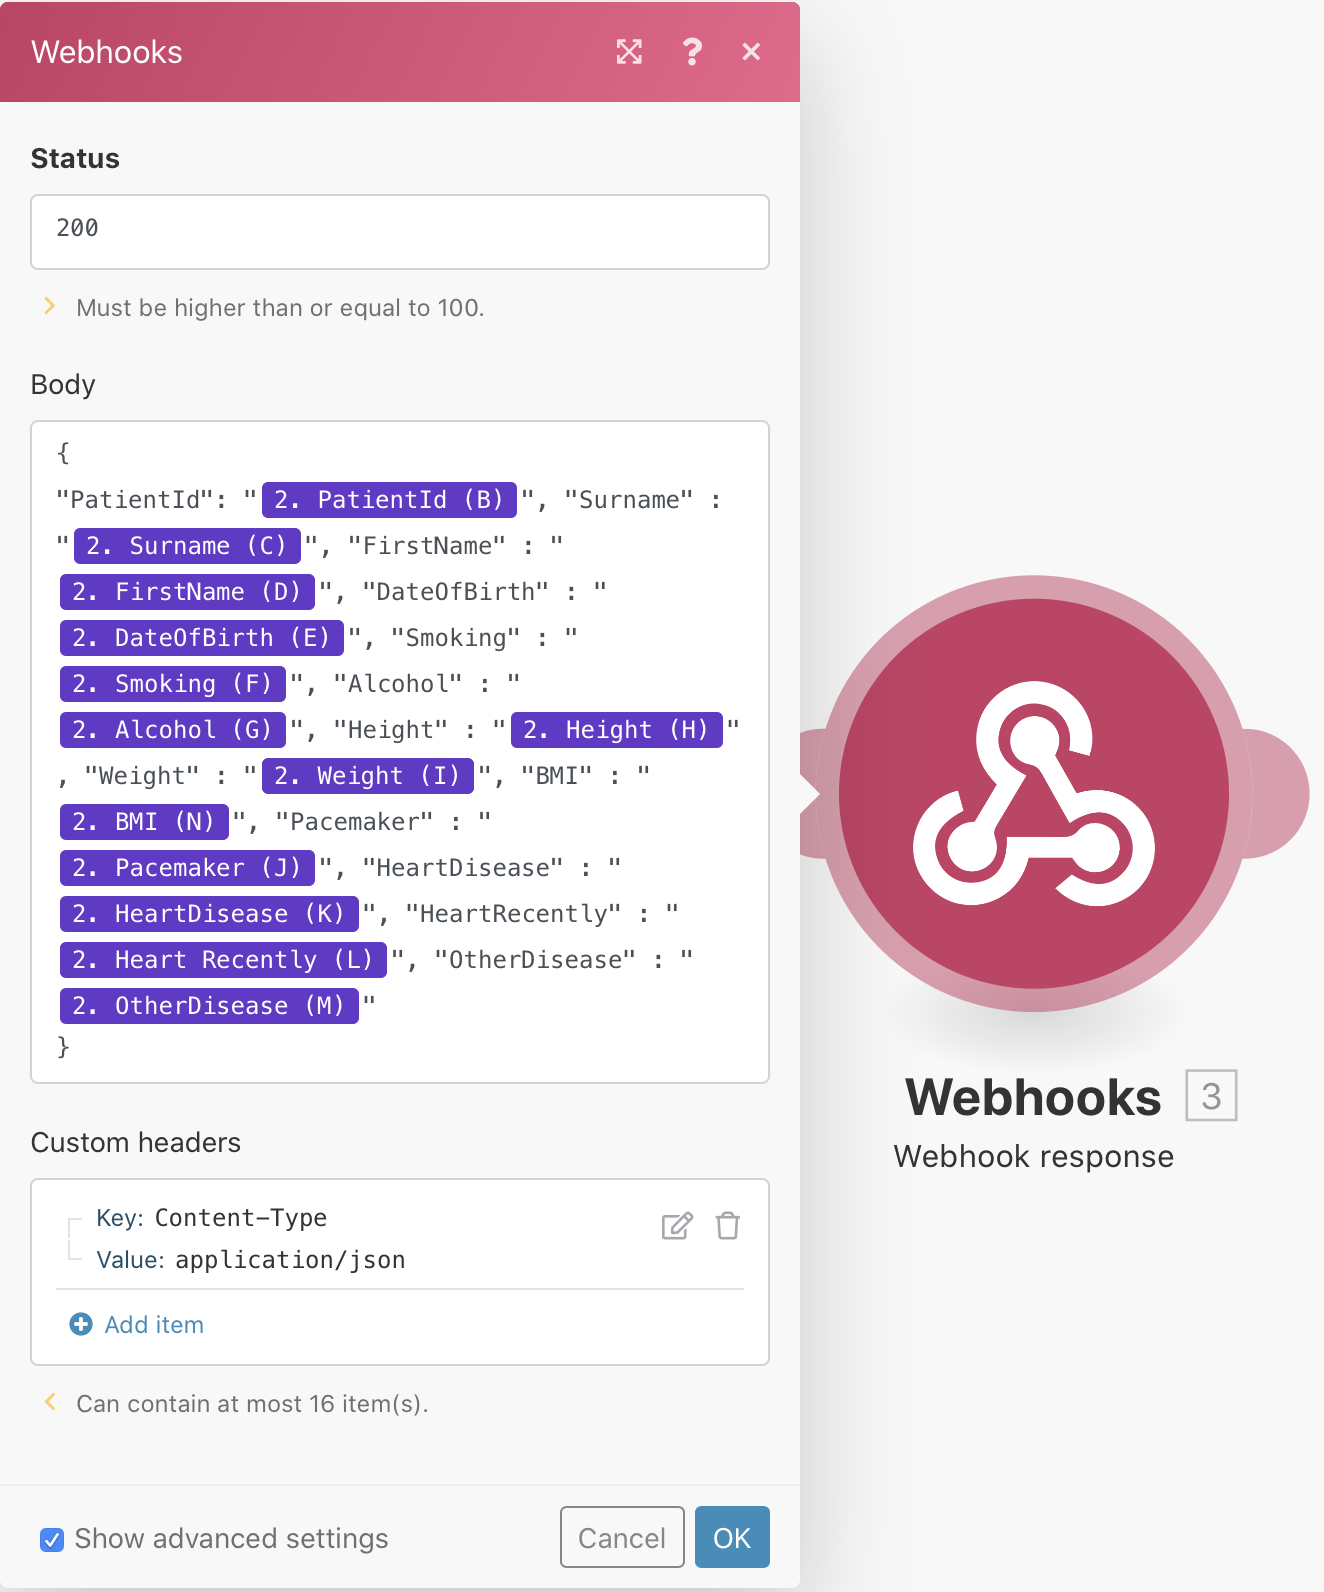 Webhooks
Status
200
Must be higher than or equal to 100.
Body
{
"PatientId": "2. PatientId (B)", "Surname" :
"2. Surname (C)", "FirstName" : "
2. FirstName (D)", "DateOfBirth" : "
2. DateOfBirth (E)", "Smoking" : "
2. Smoking (F)", "Alcohol" : "
2. Alcohol (G)", "Height" : "2. Height (H)"
, "Weight" : "2. Weight (I)", "BMI" : "
2. BMI (N)", "Pacemaker" : "
2. Pacemaker (J)", "HeartDisease" : "
2. HeartDisease (K)", "HeartRecently" : "
2. Heart Recently (L)", "OtherDisease" : "
2. OtherDisease (M)"
}
Custom headers
Key: Content-Type
Value: application/json
Add item
Can contain at most 16 item(s).
Show advanced settings
Cancel
OK
Webhooks 3
Webhook response